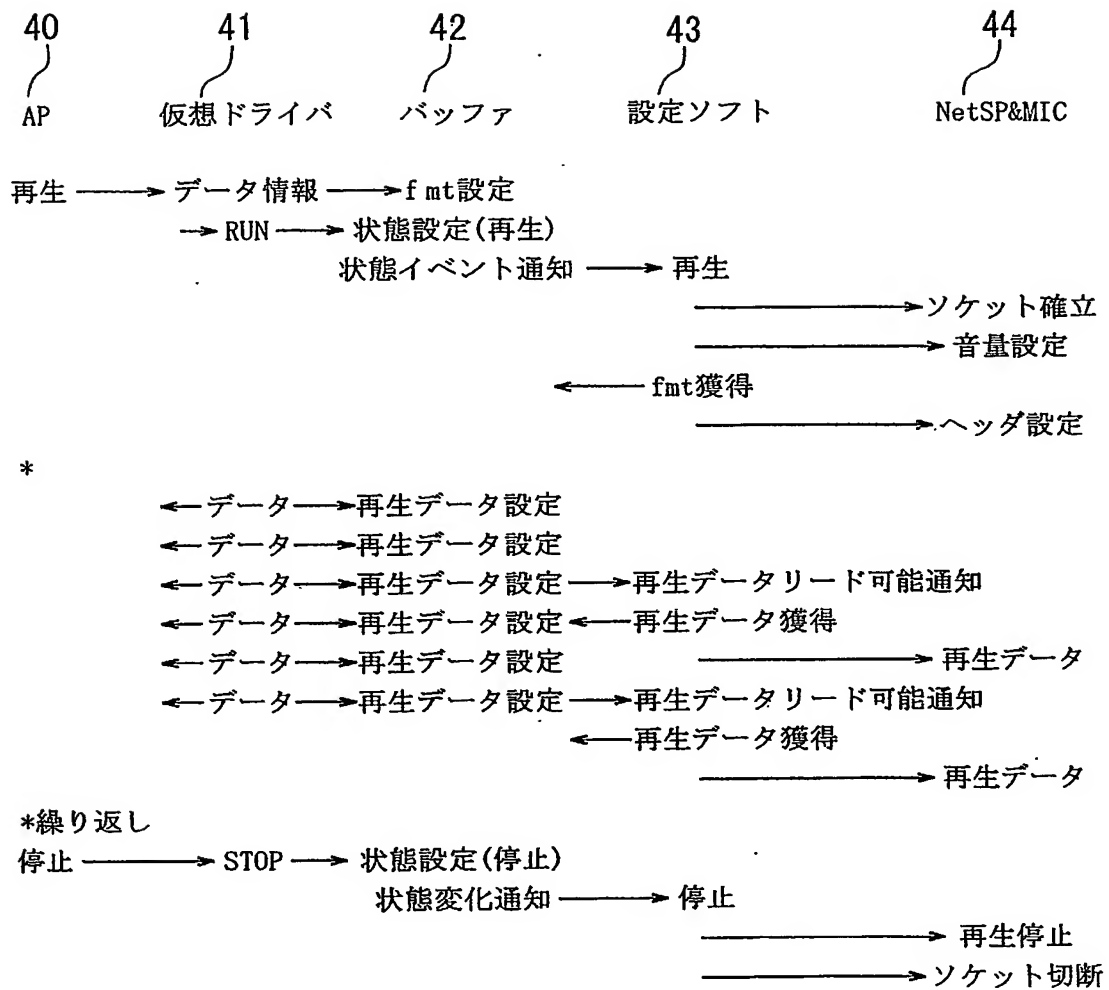 40 41 42 43 44
AP 仮想ドライバ バッファ 設定ソフト NetSP&MIC
再生 → データ情報 → fmt設定
→ RUN → 状態設定(再生)
状態イベント通知 → 再生
→ ソケット確立
→ 音量設定
← fmt獲得
→ ヘッダ設定
*
← データ → 再生データ設定
← データ → 再生データ設定
← データ → 再生データ設定 → 再生データリード可能通知
← データ → 再生データ設定 ← 再生データ獲得
← データ → 再生データ設定 → 再生データ
← データ → 再生データ設定 → 再生データリード可能通知
← 再生データ獲得
→ 再生データ
*繰り返し
停止 → STOP → 状態設定(停止)
状態変化通知 → 停止
→ 再生停止
→ ソケット切断